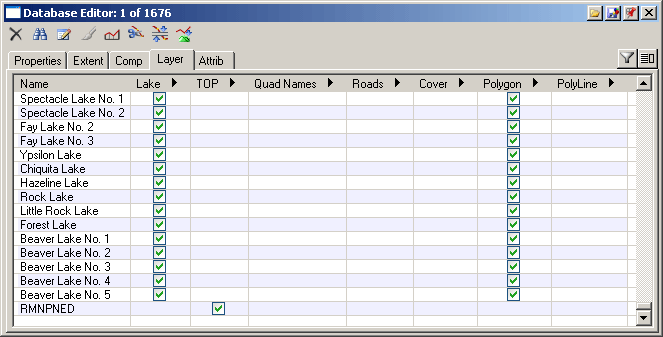 Database Editor: 1 of 1676
Properties Extent Comp Layer Attrib
Name Lake TOP Quad Names Roads Cover Polygon PolyLine
Spectacle Lake No. 1
Spectacle Lake No. 2
Fay Lake No. 2
Fay Lake No. 3
Ypsilon Lake
Chiquita Lake
Hazeline Lake
Rock Lake
Little Rock Lake
Forest Lake
Beaver Lake No. 1
Beaver Lake No. 2
Beaver Lake No. 3
Beaver Lake No. 4
Beaver Lake No. 5
RMNPNED